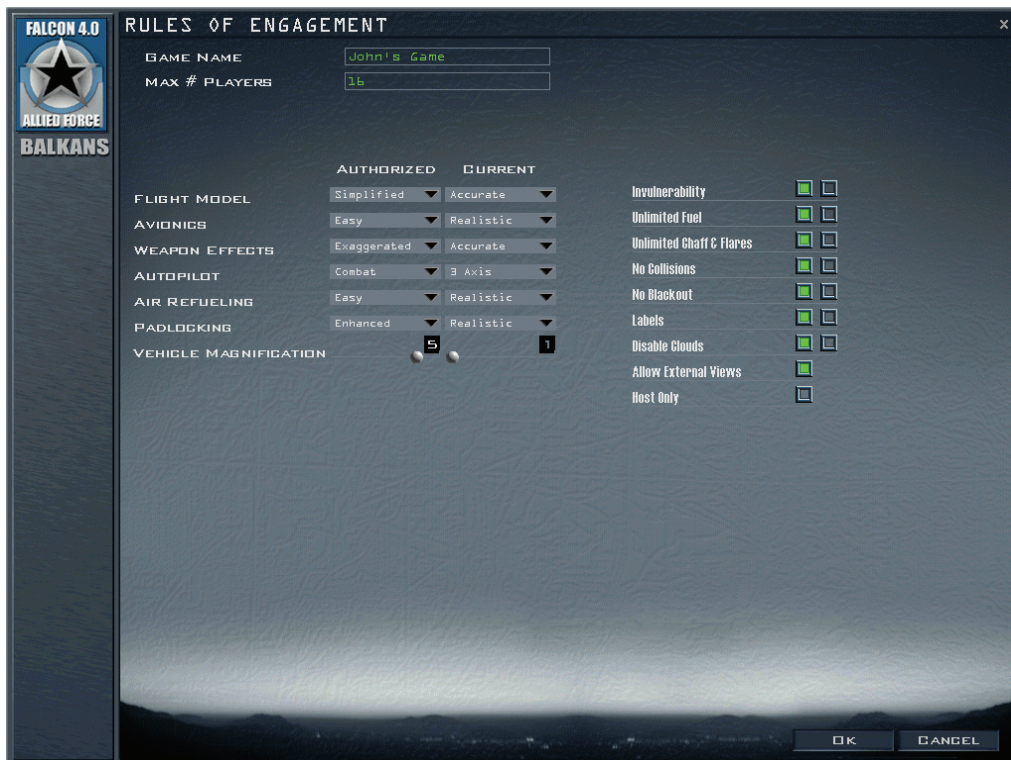 FALCON 4.0
ALLIED FORCE
BALKANS
RULES OF ENGAGEMENT
x
GAME NAME John's Game
MAX # PLAYERS 16
AUTHORIZED CURRENT
FLIGHT MODEL Simplified Accurate
AVIONICS Easy Realistic
WEAPON EFFECTS Exaggerated Accurate
AUTOPILOT Combat 3 Axis
AIR REFUELING Easy Realistic
PADLOCKING Enhanced Realistic
VEHICLE MAGNIFICATION 5 1
Invulnerability
Unlimited Fuel
Unlimited Chaff & Flares
No Collisions
No Blackout
Labels
Disable Clouds
Allow External Views
Host Only
OK CANCEL